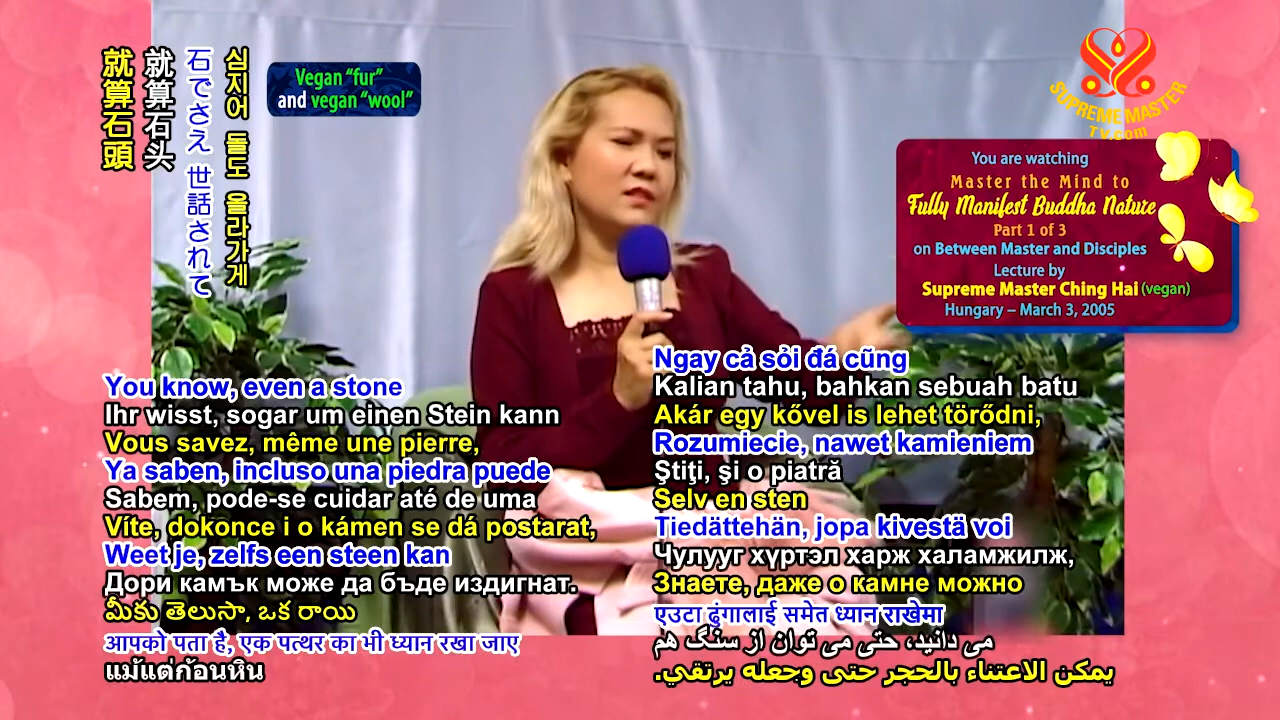 就算石頭
就算石头
石でさえ 世話されて
심지어 돌도 올라가게
Vegan “fur”
and vegan “wool”
SUPREME MASTER
TV.com
You are watching
Master the Mind to
Fully Manifest Buddha Nature
Part 1 of 3
on Between Master and Disciples
Lecture by
Supreme Master Ching Hai (vegan)
Hungary – March 3, 2005
You know, even a stone
Ihr wisst, sogar um einen Stein kann
Vous savez, même une pierre,
Ya saben, incluso una piedra puede
Sabem, pode-se cuidar até de uma
Víte, dokonce i o kámen se dá postarat,
Weet je, zelfs een steen kan
Дори камък може да бъде издигнат.
మీకు తెలుసా, ఒక రాయి
आपको पता है, एक पत्थर का भी ध्यान रखा जाए
แม้แต่ก้อนหิน
Ngay cả sỏi đá cũng
Kalian tahu, bahkan sebuah batu
Akár egy kővel is lehet törődni,
Rozumiecie, nawet kamieniem
Ştiţi, şi o piatră
Selv en sten
Tiedättehän, jopa kivestä voi
Чулууг хүртэл харж халамжилж,
Знаете, даже о камне можно
एउटा ढुंगालाई समेत ध्यान राखेमा
می دانید، حتی می توان از سنگ هم
يمكن الاعتناء بالحجر حتى وجعله يرتقي.